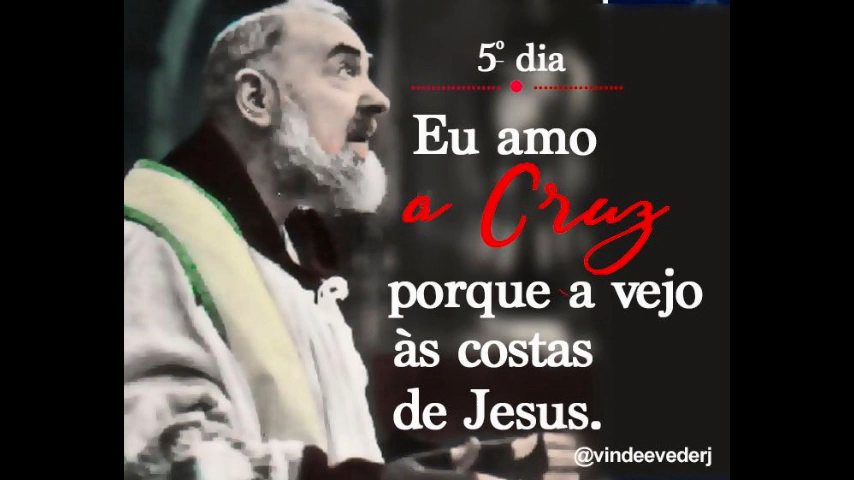 5º dia
Eu amo
a Cruz
porque a vejo
às costas
de Jesus.
@vindeevederj